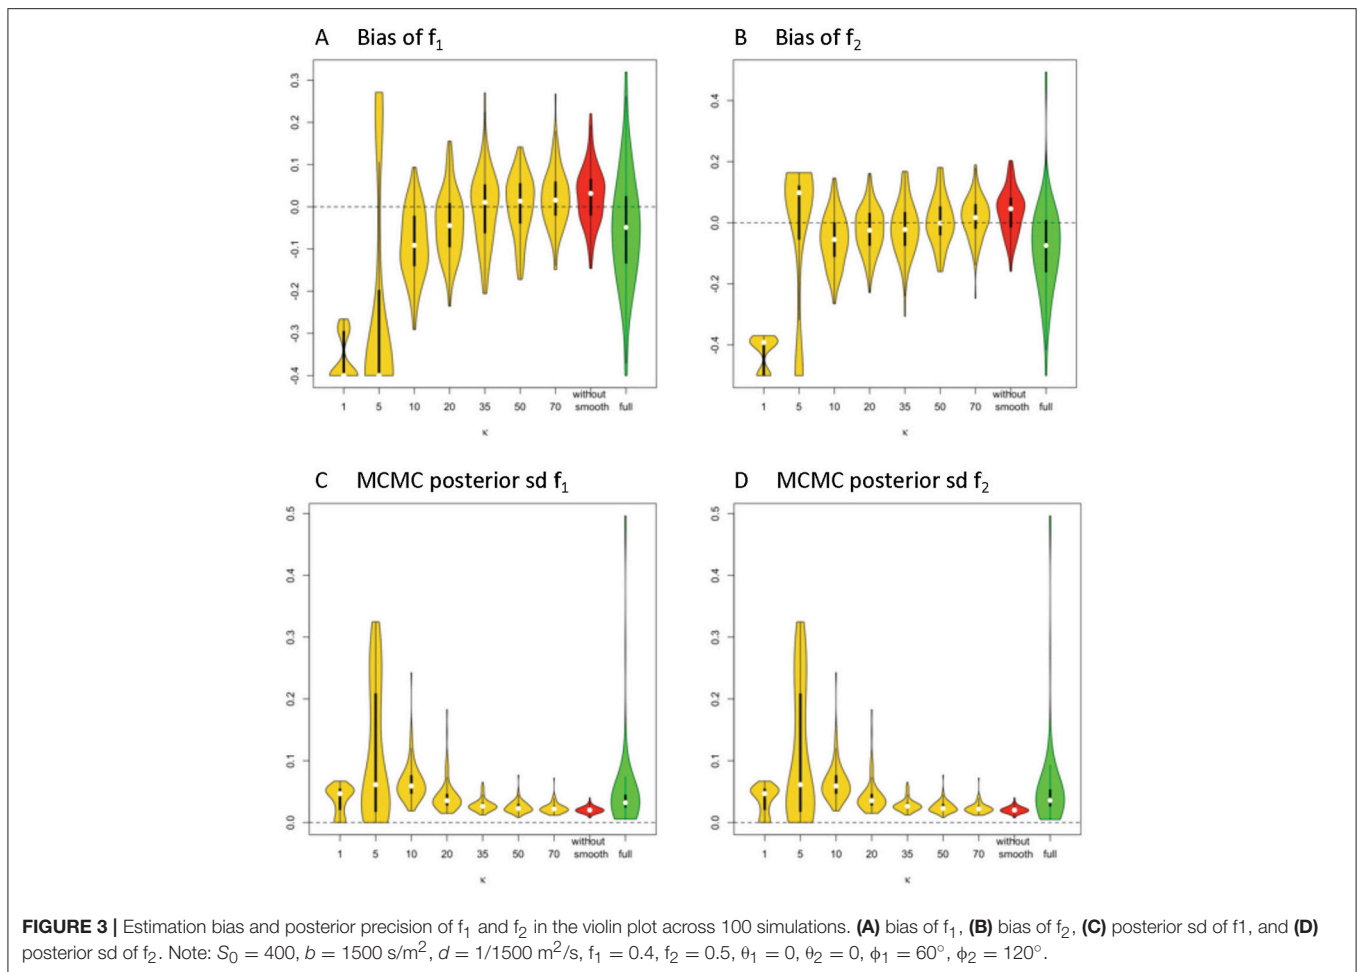 A Bias of f1
B Bias of f2
0.3
0.2
0.1
0.0
-0.1
-0.2
-0.3
-0.4
1 5 10 20 35 50 70 without smooth full
κ
0.4
0.2
0.0
-0.2
-0.4
1 5 10 20 35 50 70 without smooth full
κ
C MCMC posterior sd f1
D MCMC posterior sd f2
0.5
0.4
0.3
0.2
0.1
0.0
1 5 10 20 35 50 70 without smooth full
κ
0.5
0.4
0.3
0.2
0.1
0.0
1 5 10 20 35 50 70 without smooth full
κ
FIGURE 3 | Estimation bias and posterior precision of f1 and f2 in the violin plot across 100 simulations. (A) bias of f1, (B) bias of f2, (C) posterior sd of f1, and (D)
posterior sd of f2. Note: S0 = 400, b = 1500 s/m², d = 1/1500 m²/s, f1 = 0.4, f2 = 0.5, θ1 = 0, θ2 = 0, ϕ1 = 60°, ϕ2 = 120°.